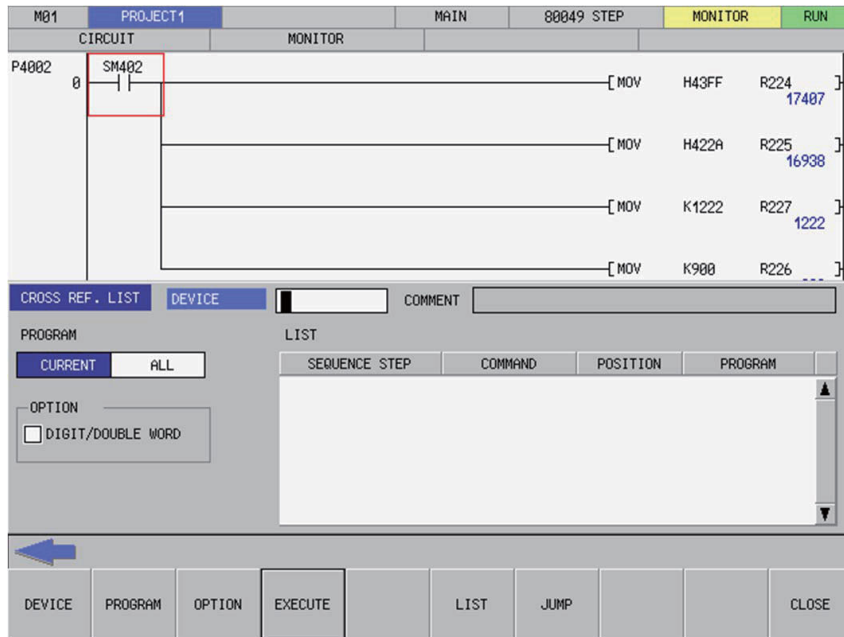 M01 PROJECT1 MAIN 80049 STEP MONITOR RUN
CIRCUIT MONITOR
P4002 SM402
0 [ MOV H43FF R224 ]
17407
[ MOV H422A R225 ]
16938
[ MOV K1222 R227 ]
1222
[ MOV K900 R226 ]
CROSS REF. LIST DEVICE COMMENT
PROGRAM LIST
CURRENT ALL SEQUENCE STEP COMMAND POSITION PROGRAM
OPTION
DIGIT/DOUBLE WORD
DEVICE PROGRAM OPTION EXECUTE LIST JUMP CLOSE